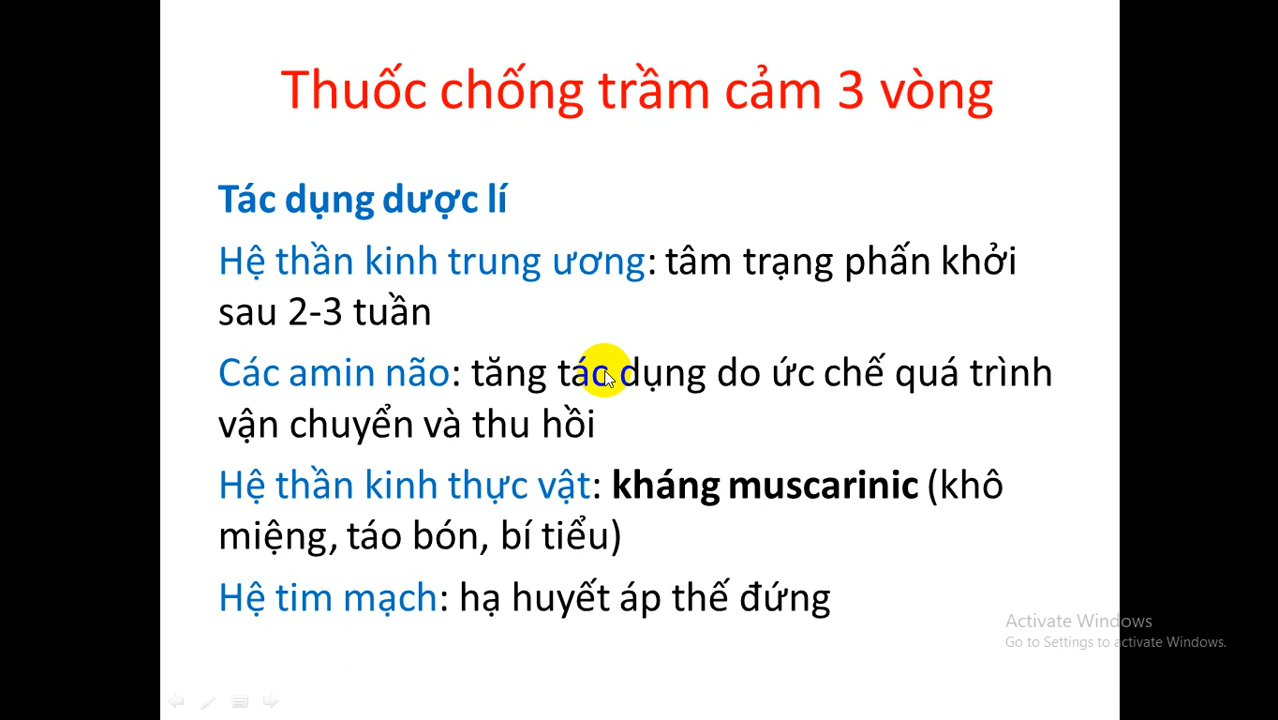 Thuốc chống trầm cảm 3 vòng
Tác dụng dược lí
Hệ thần kinh trung ương: tâm trạng phấn khởi
sau 2-3 tuần
Các amin não: tăng tác dụng do ức chế quá trình
vận chuyển và thu hồi
Hệ thần kinh thực vật: kháng muscarinic (khô
miệng, táo bón, bí tiểu)
Hệ tim mạch: hạ huyết áp thế đứng
Activate Windows
Go to Settings to activate Windows.